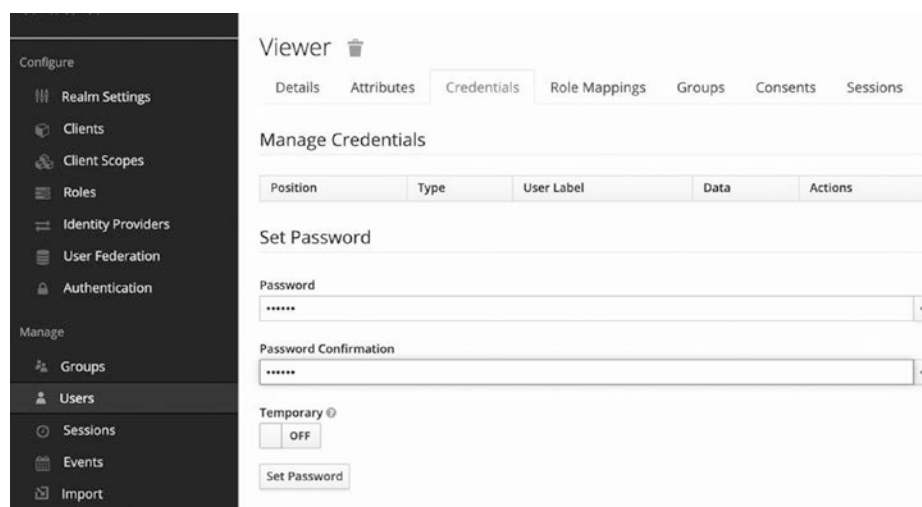 Configure
Realm Settings
Clients
Client Scopes
Roles
Identity Providers
User Federation
Authentication
Manage
Groups
Users
Sessions
Events
Import
Viewer
Details Attributes Credentials Role Mappings Groups Consents Sessions
Manage Credentials
Position Type User Label Data Actions
Set Password
Password
••••••
Password Confirmation
••••••
Temporary
OFF
Set Password